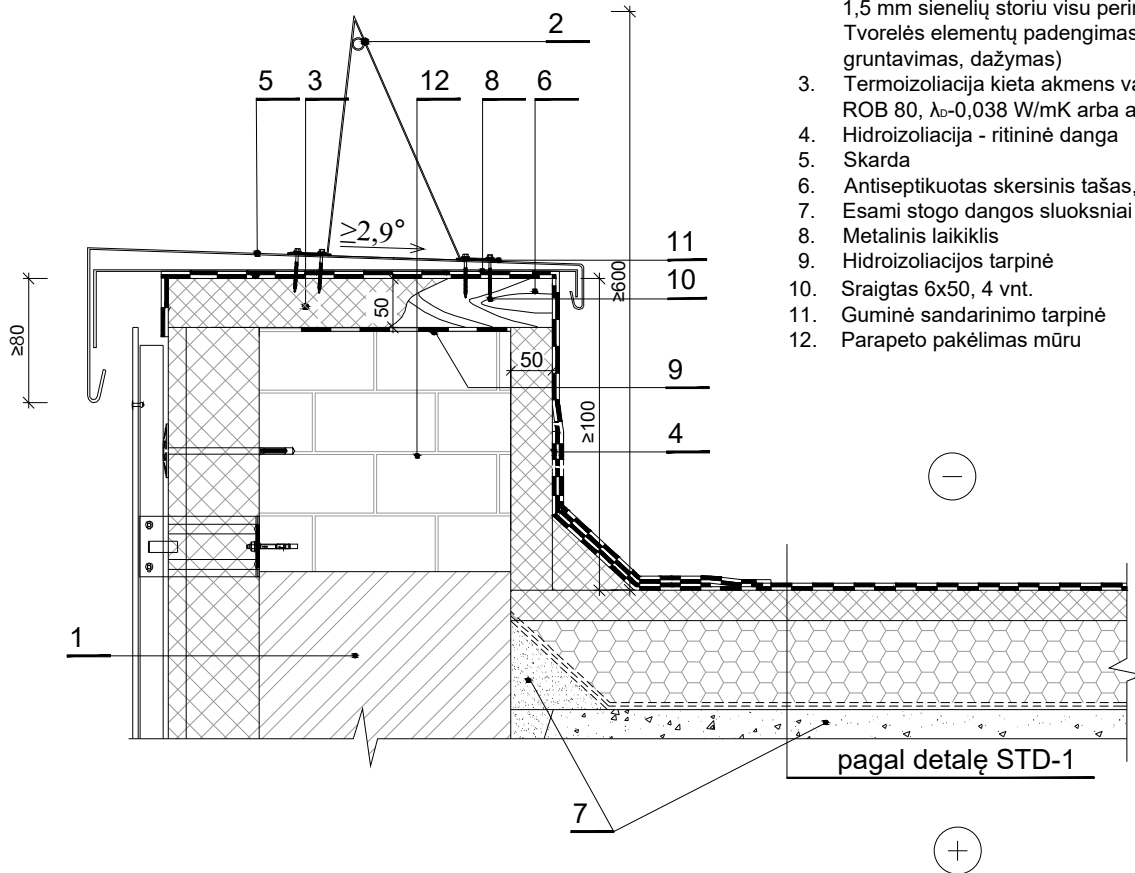 1,5 mm sienelių storiu visu
Tvorelės elementų padengimas
gruntavimas, dažymas)
3. Termoizoliacija kieta akmens
ROB 80, λD-0,038 W/mK arba
4. Hidroizoliacija - ritininė danga
5. Skarda
6. Antiseptikuotas skersinis tašas,
7. Esami stogo dangos sluoksniai
8. Metalinis laikiklis
9. Hidroizoliacijos tarpinė
10. Sraigtas 6x50, 4 vnt.
11. Guminė sandarinimo tarpinė
12. Parapeto pakėlimas mūru
2
5 3 12 8 6
≥2,9°
11
10
≥600
50
≥80
50
9
≥100
4
−
1
pagal detalę STD-1
7
+